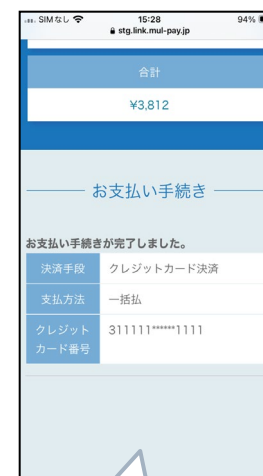 SIMなし 15:28 94%
stg.link.mul-pay.jp
合計
¥3,812
お支払い手続き
お支払い手続きが完了しました。
決済手段 クレジットカード決済
支払方法 一括払
クレジット
カード番号 311111******1111